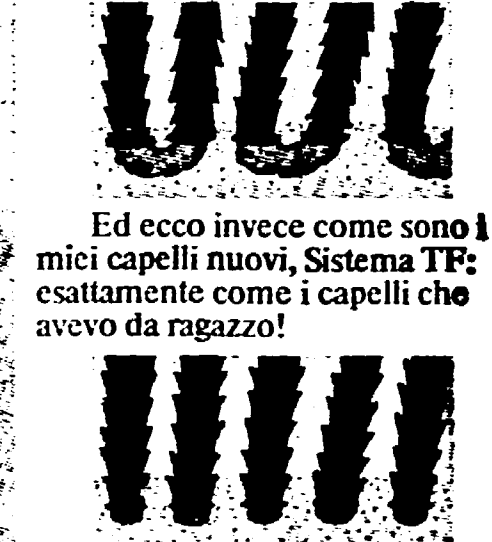 Ed ecco invece come sono i
miei capelli nuovi, Sistema TF:
esattamente come i capelli che
avevo da ragazzo!